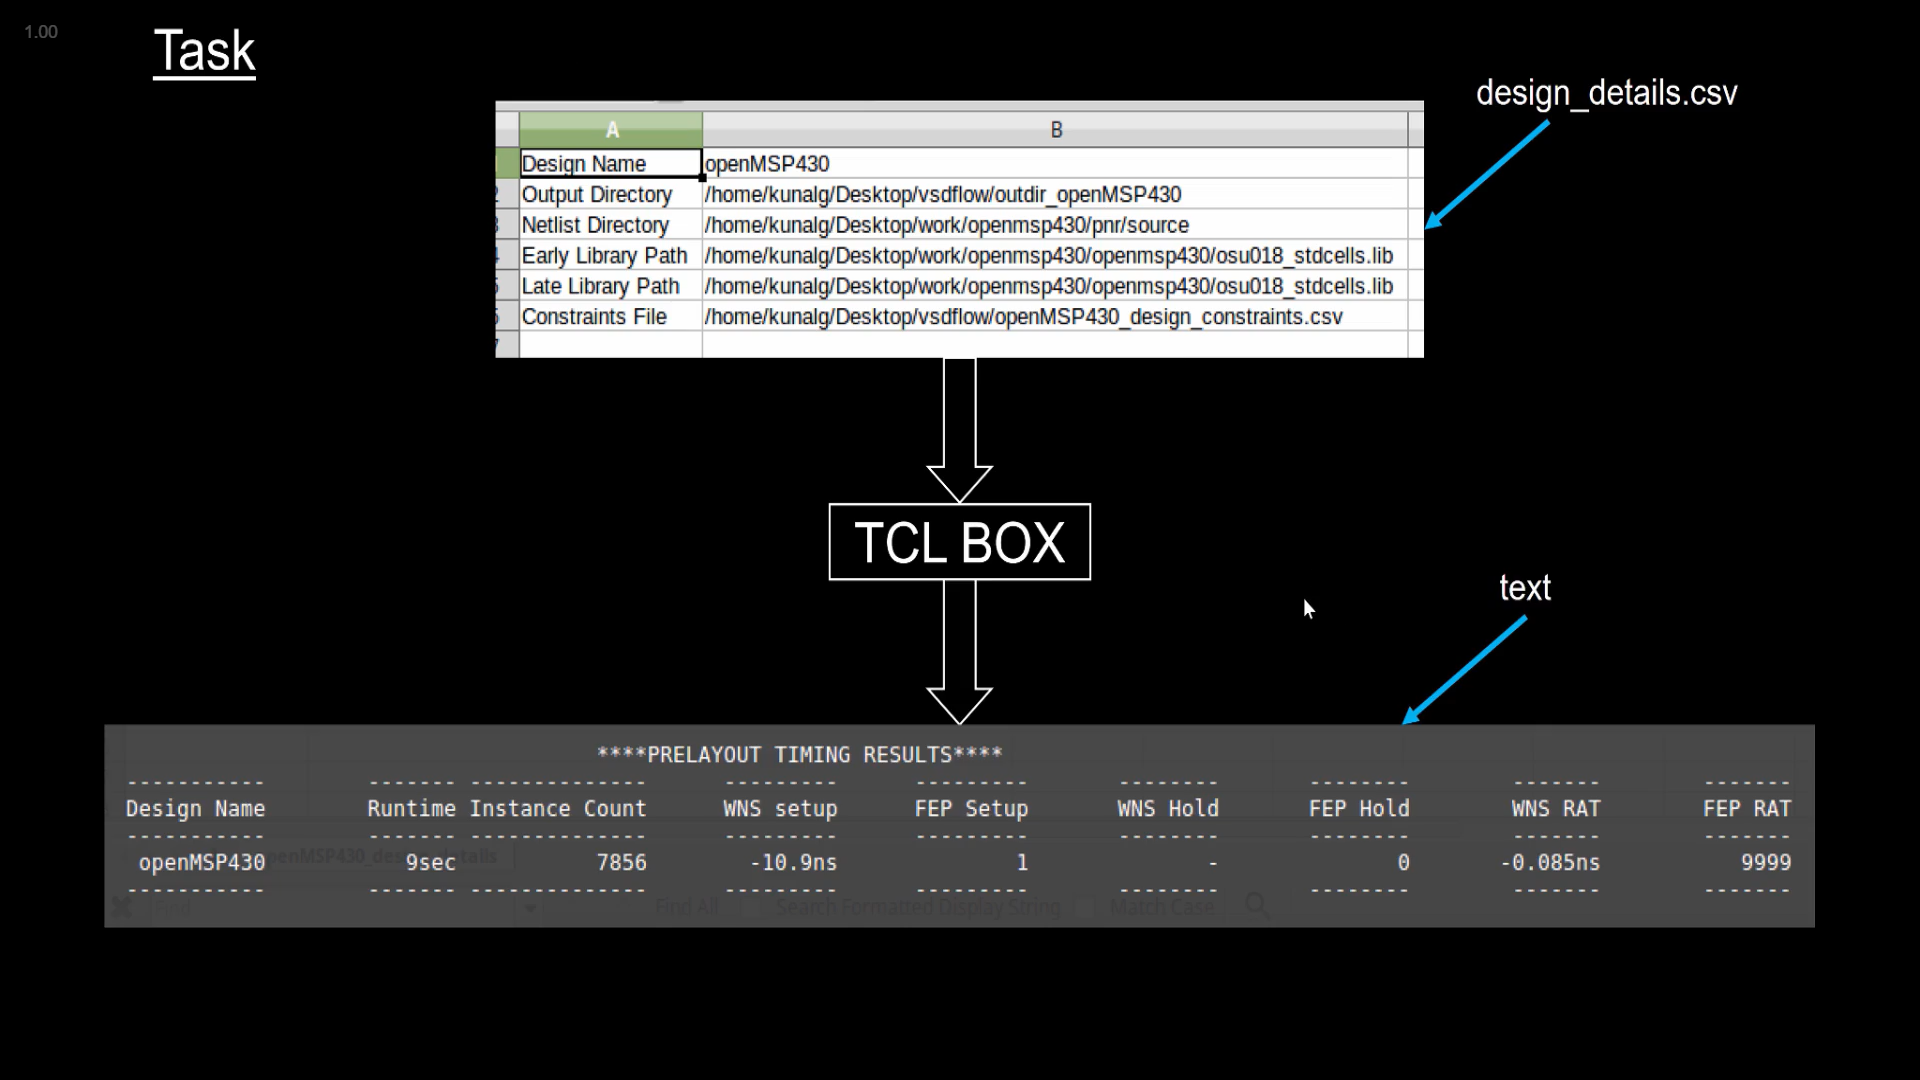 1.00
Task
design_details.csv
A B
Design Name openMSP430
2 Output Directory /home/kunalg/Desktop/vsdflow/outdir_openMSP430
3 Netlist Directory /home/kunalg/Desktop/work/openmsp430/pnr/source
4 Early Library Path /home/kunalg/Desktop/work/openmsp430/openmsp430/osu018_stdcells.lib
5 Late Library Path /home/kunalg/Desktop/work/openmsp430/openmsp430/osu018_stdcells.lib
6 Constraints File /home/kunalg/Desktop/vsdflow/openMSP430_design_constraints.csv
7
TCL BOX
text
****PRELAYOUT TIMING RESULTS****
----------- ------- -------------- --------- --------- -------- -------- ------- -------
Design Name Runtime Instance Count WNS setup FEP Setup WNS Hold FEP Hold WNS RAT FEP RAT
----------- ------- -------------- --------- --------- -------- -------- ------- -------
openMSP430 9sec 7856 -10.9ns 1 - 0 -0.085ns 9999
----------- ------- -------------- --------- --------- -------- -------- ------- -------
Find Find All Search Formatted Display String Match Case